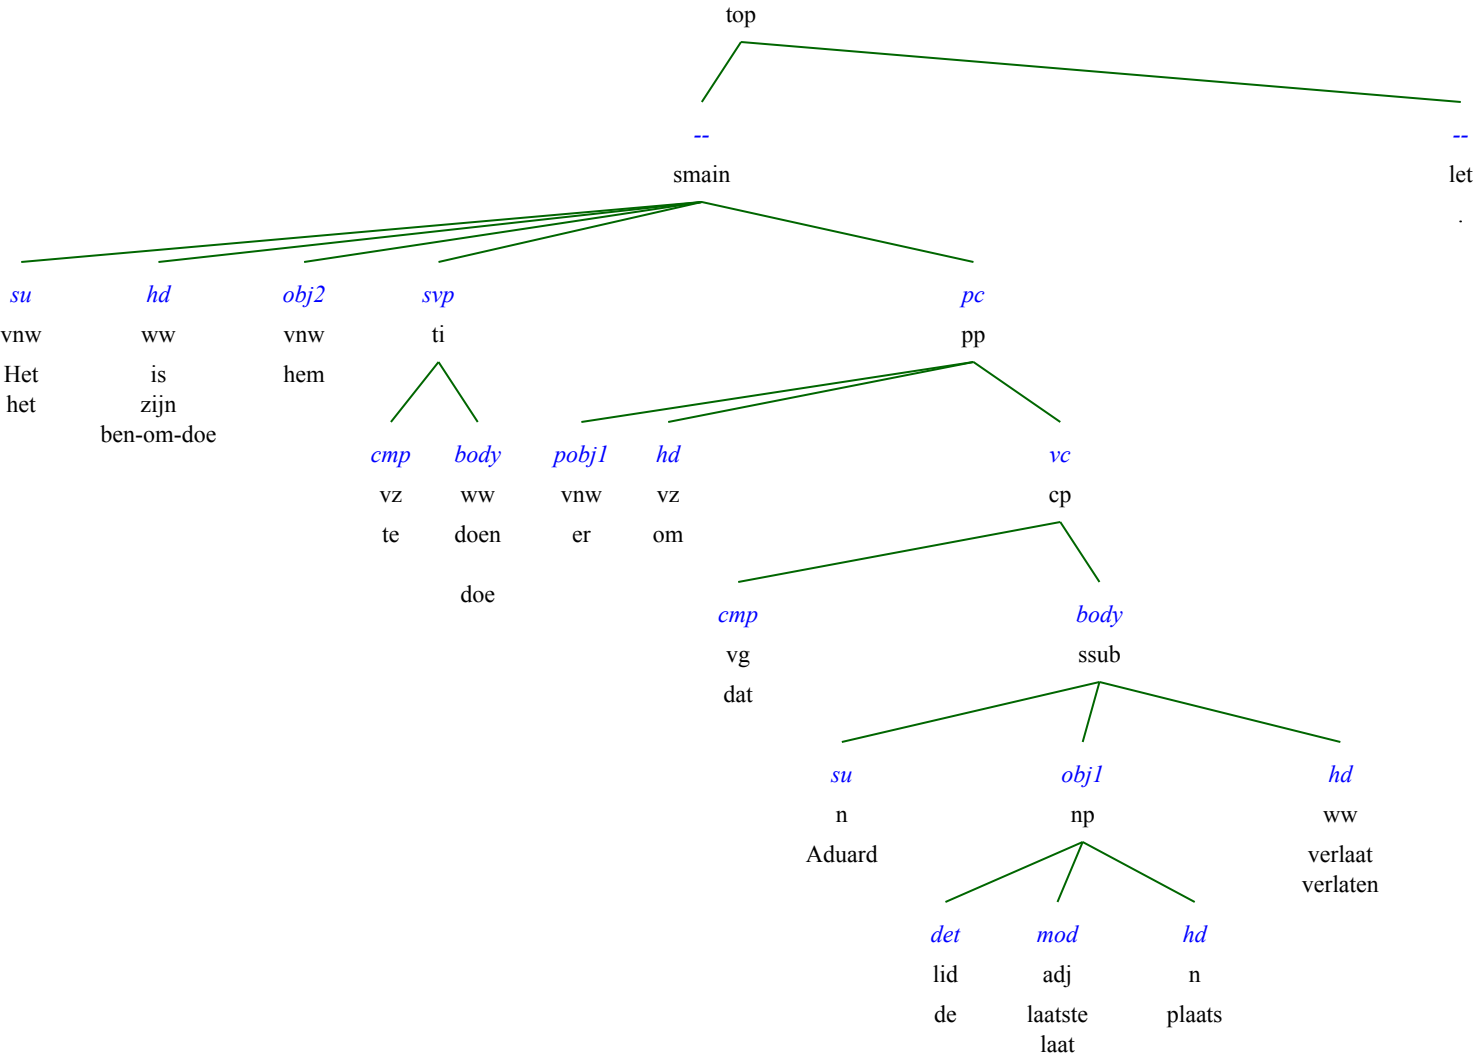 top
-- --
smain let
.
su hd obj2 svp pc
vnw ww vnw ti pp
Het is hem
het zijn
ben-om-doe
cmp body pobj1 hd vc
vz ww vnw vz cp
te doen er om
doe
cmp body
vg ssub
dat
su obj1 hd
n np ww
Aduard verlaat
verlaten
det mod hd
lid adj n
de laatste plaats
laat